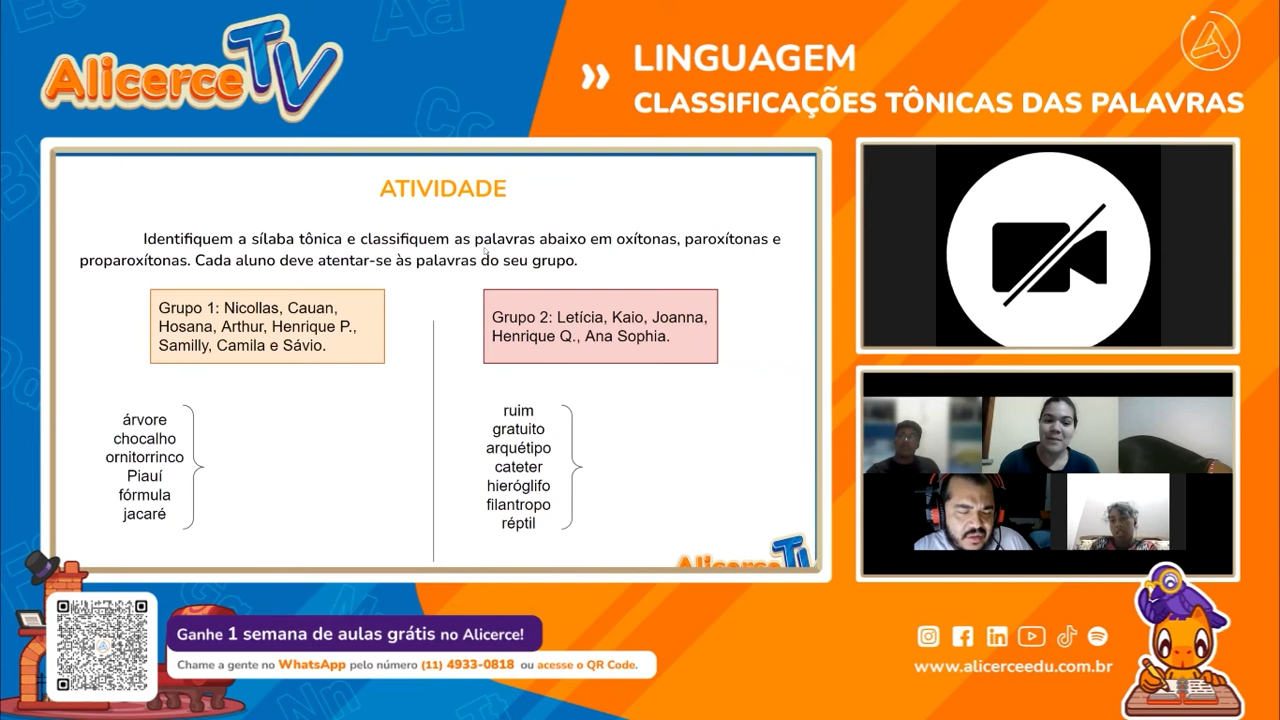 Alicerce TV
LINGUAGEM
CLASSIFICAÇÕES TÔNICAS DAS PALAVRAS
ATIVIDADE
Identifiquem a sílaba tônica e classifiquem as palavras abaixo em oxítonas, paroxítonas e
proparoxítonas. Cada aluno deve atentar-se às palavras do seu grupo.
Grupo 1: Nicollas, Cauan,
Hosana, Arthur, Henrique P.,
Samilly, Camila e Sávio.
árvore
chocalho
ornitorrinco
Piauí
fórmula
jacaré
Grupo 2: Letícia, Kaio, Joanna,
Henrique Q., Ana Sophia.
ruim
gratuito
arquétipo
cateter
hieróglifo
filantropo
réptil
Alicerce TV
Ganhe 1 semana de aulas grátis no Alicerce!
Chame a gente no WhatsApp pelo número (11) 4933-0818 ou acesse o QR Code.
www.alicerceedu.com.br